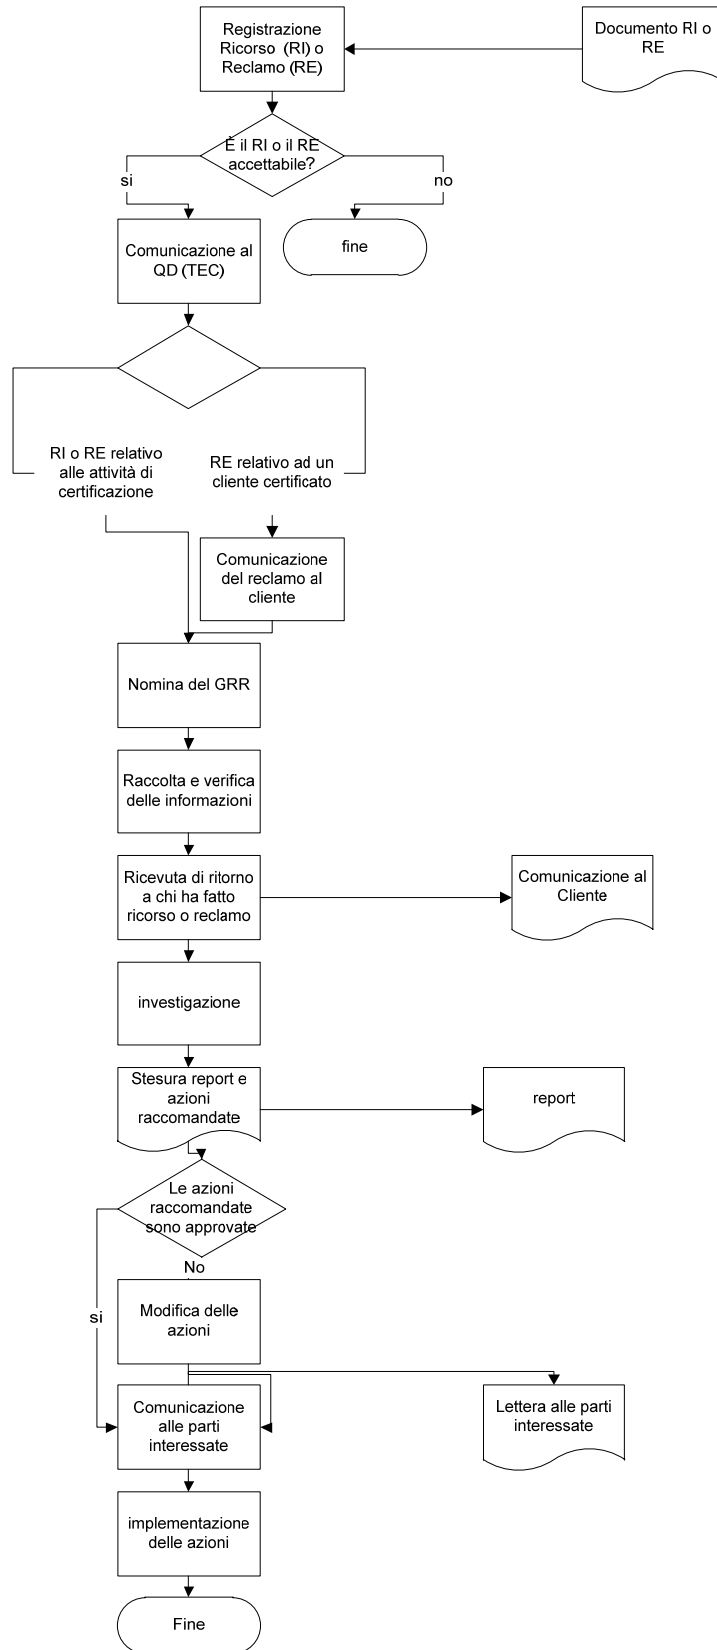 Registrazione
Ricorso (RI) o
Reclamo (RE)
Documento RI o
RE
È il RI o il RE
accettabile?
si
no
Comunicazione al
QD (TEC)
fine
RI o RE relativo
alle attività di
certificazione
RE relativo ad un
cliente certificato
Comunicazione
del reclamo al
cliente
Nomina del GRR
Raccolta e verifica
delle informazioni
Ricevuta di ritorno
a chi ha fatto
ricorso o reclamo
Comunicazione al
Cliente
investigazione
Stesura report e
azioni
raccomandate
report
Le azioni
raccomandate
sono approvate
No
si
Modifica delle
azioni
Comunicazione
alle parti
interessate
Lettera alle parti
interessate
implementazione
delle azioni
Fine